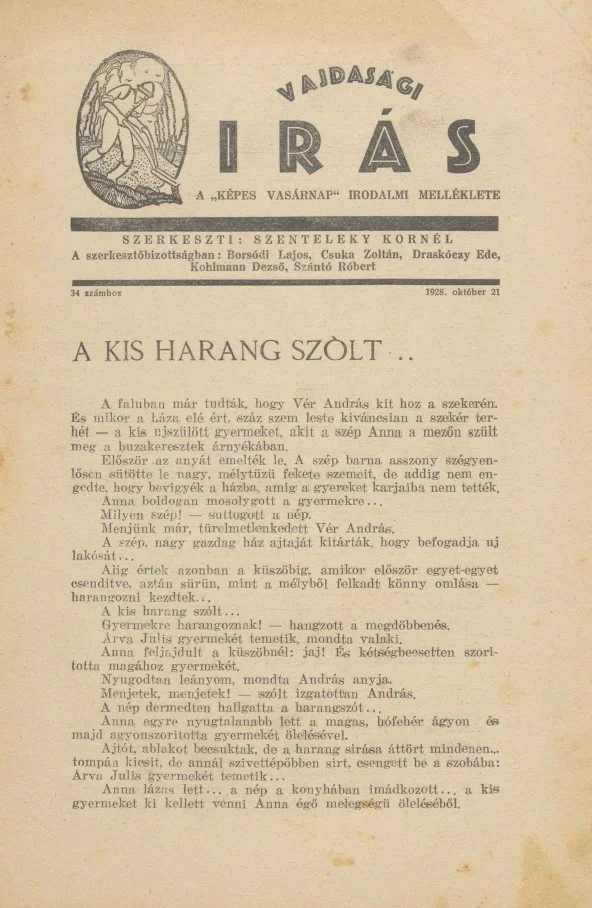 VAJDASÁGI
IRÁS
A „KÉPES VASÁRNAP“ IRODALMI MELLÉKLETE
SZERKESZTI: SZENTELEKY KORNÉL
A szerkesztőbizottságban: Borsódi Lajos, Csuka Zoltán, Draskóczy Ede,
Kohlmann Dezső, Szántó Róbert
34 számhoz
1928. október 21
A KIS HARANG SZÒLT...
A faluban már tudták, hogy Vér András kit hoz a szekerén.
És mikor a háza elé ért, száz szem leste kiváncsian a szekér ter-
hét — a kis ujszülött gyermeket, akit a szép Anna a mezőn szült
meg a buzakeresztek árnyékában.
Először az anyát emelték le. A szép barna asszony szégyen-
lősen sütötte le nagy, mélytüzü fekete szemeit, de addig nem en-
gedte, hogy bevigyék a házba, amig a gyereket karjaiba nem tették.
Anna boldogan mosolygott a gyermekre...
Milyen szép! — suttogott a nép.
Menjünk már, türelmetlenkedett Vér András.
A szép, nagy gazdag ház ajtaját kitárták, hogy befogadja uj
lakósát...
Alig értek azonban a küszöbig, amikor először egyet-egyet
csenditve, aztán sürün, mint a mélyből felkadt könny omlása —
harangozni kezdtek...
A kis harang szólt...
Gyermekre harangoznak! — hangzott a megdöbbenés.
Árva Julis gyermekét temetik, mondta valaki.
Anna feljajdult a küszöbnél: jaj! És kétségbeesetten szori-
totta magához gyermekét.
Nyugodtan leányom, mondta András anyja.
Menjetek, menjetek! — szólt izgatottan András.
A nép dermedten hallgatta a harangszót...
Anna egyre nyugtalanabb lett a magas, hófehér ágyon és
majd agyonszoritotta gyermekét ölelésével.
Ajtót, ablakot becsuktak, de a harang sirása áttört mindenen...
tompán kicsit, de annál szivettépőbben sirt, csengett be a szobába:
Árva Julis gyermekét temetik...
Anna lázas lett... a nép a konyhában imádkozott... a kis
gyermeket ki kellett venni Anna égő melegségü öleléséből.